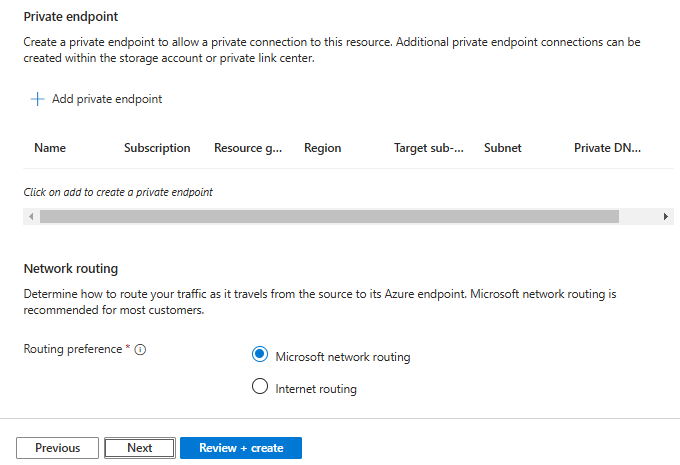 Private endpoint
Create a private endpoint to allow a private connection to this resource. Additional private endpoint connections can be
created within the storage account or private link center.
Add private endpoint
Name Subscription Resource g... Region Target sub-... Subnet Private DN...
Click on add to create a private endpoint
Network routing
Determine how to route your traffic as it travels from the source to its Azure endpoint. Microsoft network routing is
recommended for most customers.
Routing preference *
Microsoft network routing
Internet routing
Previous Next Review + create